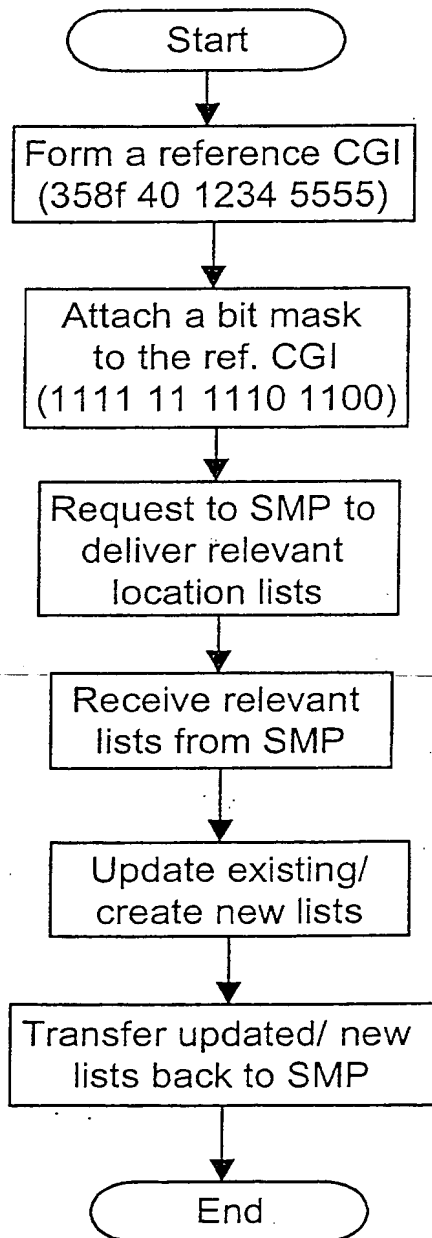 Start
Form a reference CGI
(358f 40 1234 5555)
Attach a bit mask
to the ref. CGI
(1111 11 1110 1100)
Request to SMP to
deliver relevant
location lists
Receive relevant
lists from SMP
Update existing/
create new lists
Transfer updated/ new
lists back to SMP
End